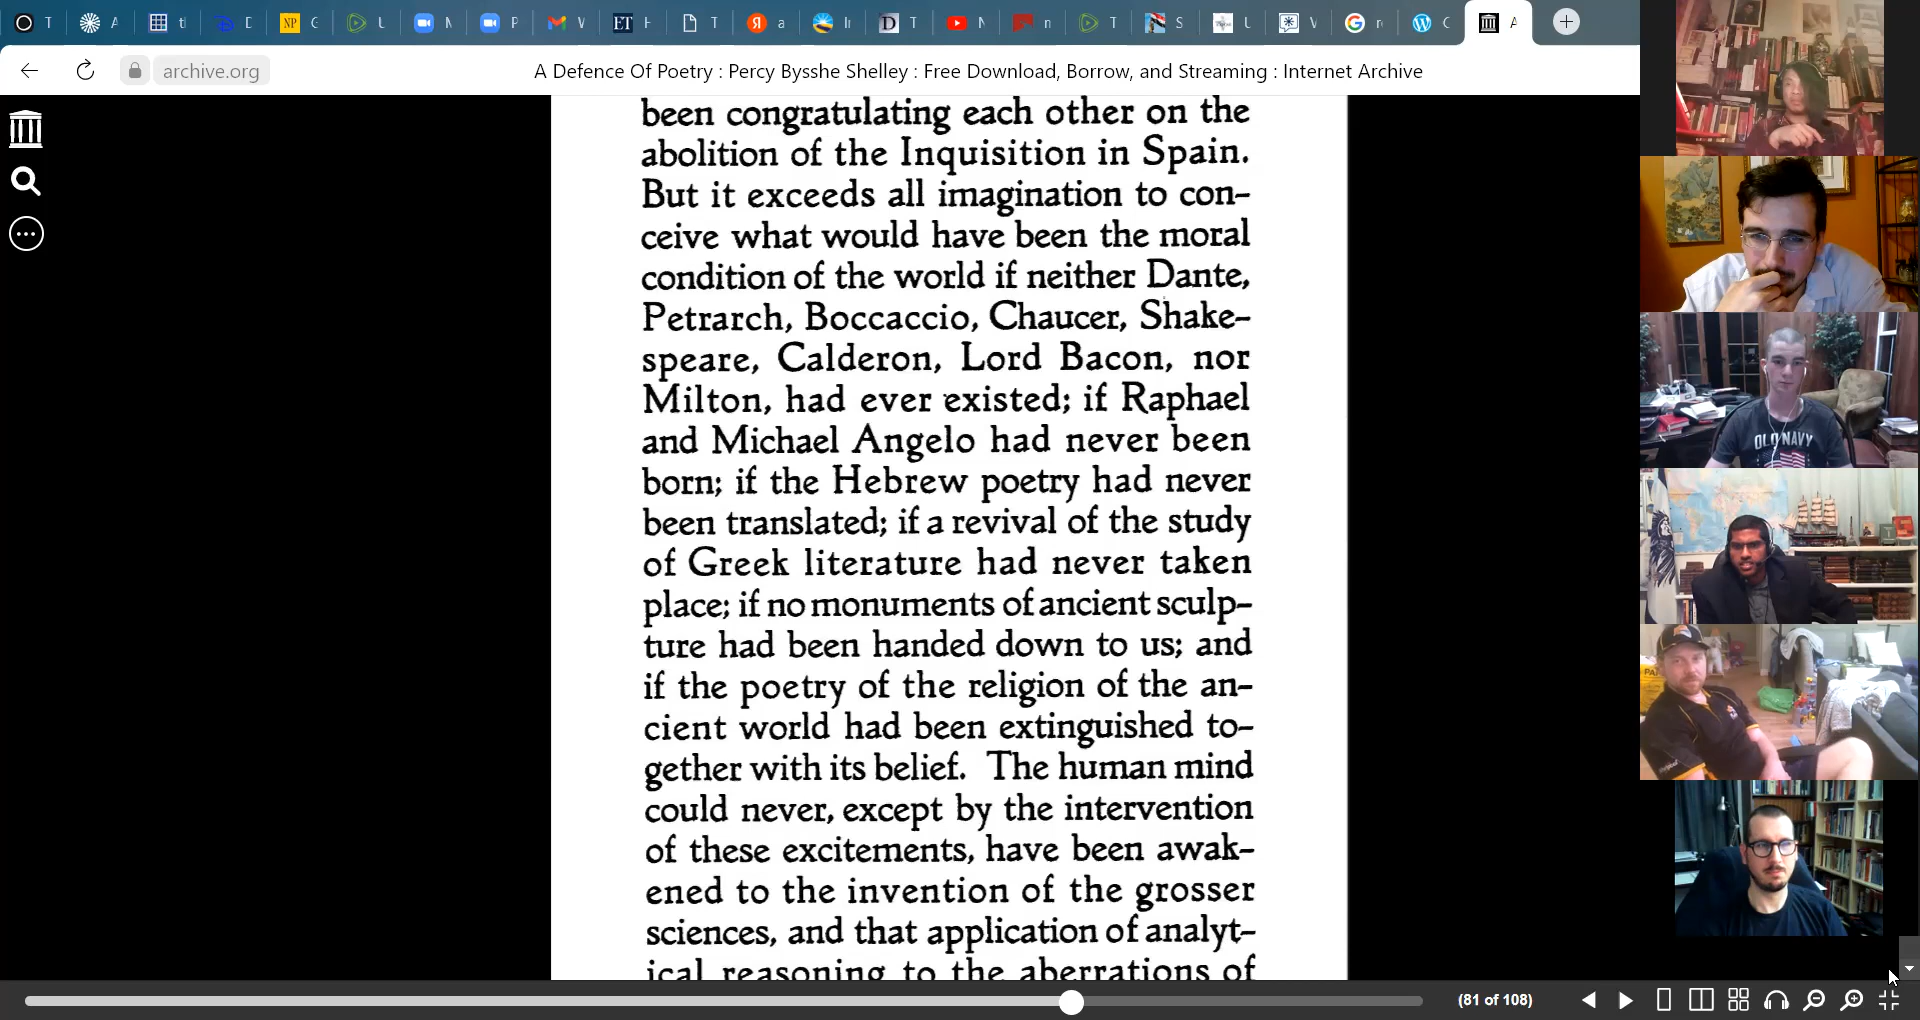 archive.org
A Defence Of Poetry : Percy Bysshe Shelley : Free Download, Borrow, and Streaming : Internet Archive
been congratulating each other on the
abolition of the Inquisition in Spain.
But it exceeds all imagination to con-
ceive what would have been the moral
condition of the world if neither Dante,
Petrarch, Boccaccio, Chaucer, Shake-
speare, Calderon, Lord Bacon, nor
Milton, had ever existed; if Raphael
and Michael Angelo had never been
born; if the Hebrew poetry had never
been translated; if a revival of the study
of Greek literature had never taken
place; if no monuments of ancient sculp-
ture had been handed down to us; and
if the poetry of the religion of the an-
cient world had been extinguished to-
gether with its belief. The human mind
could never, except by the intervention
of these excitements, have been awak-
ened to the invention of the grosser
sciences, and that application of analyt-
ical reasoning to the aberrations of
(81 of 108)
OLD NAVY